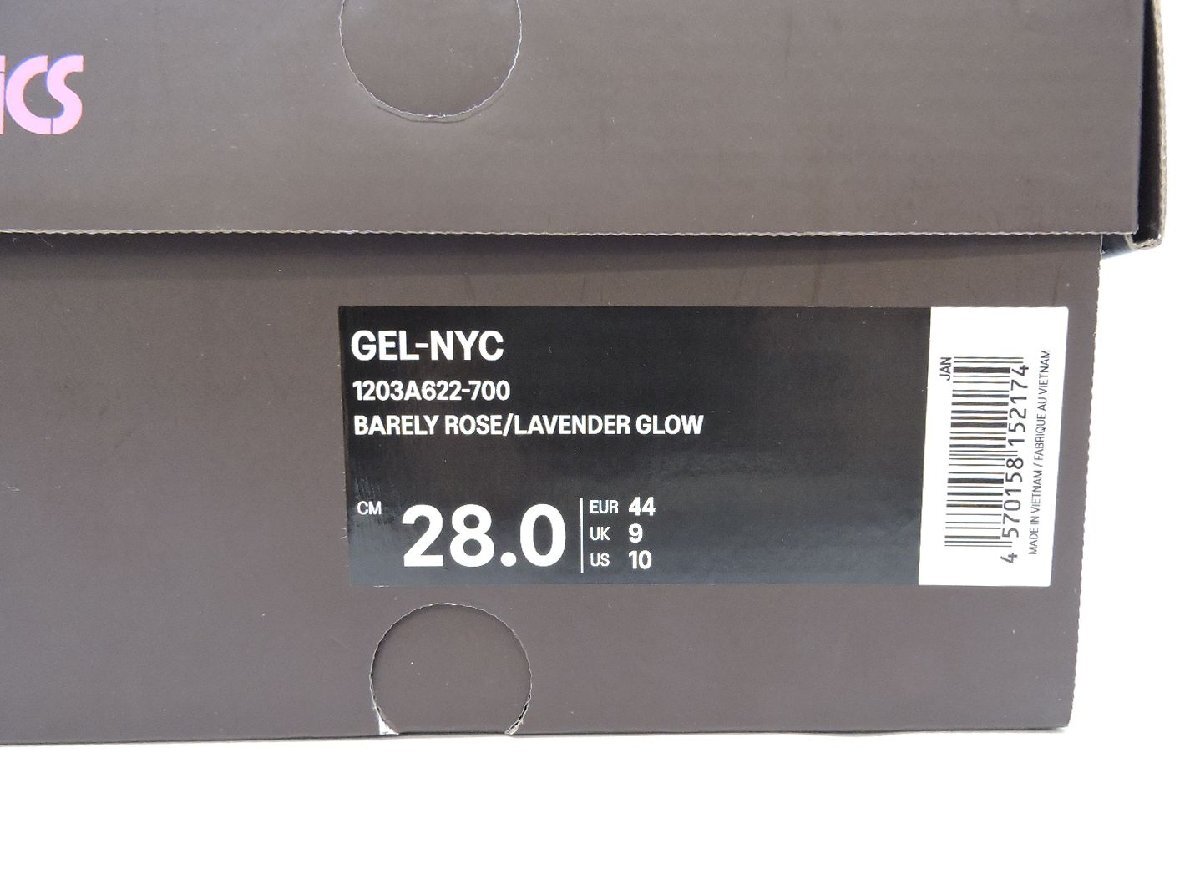 ics
GEL-NYC
1203A622-700
BARELY ROSE/LAVENDER GLOW
CM 28.0
EUR 44
UK 9
US 10
JAN
4 570158 152174
MADE IN VIETNAM / FABRIQUE AU VIETNAM